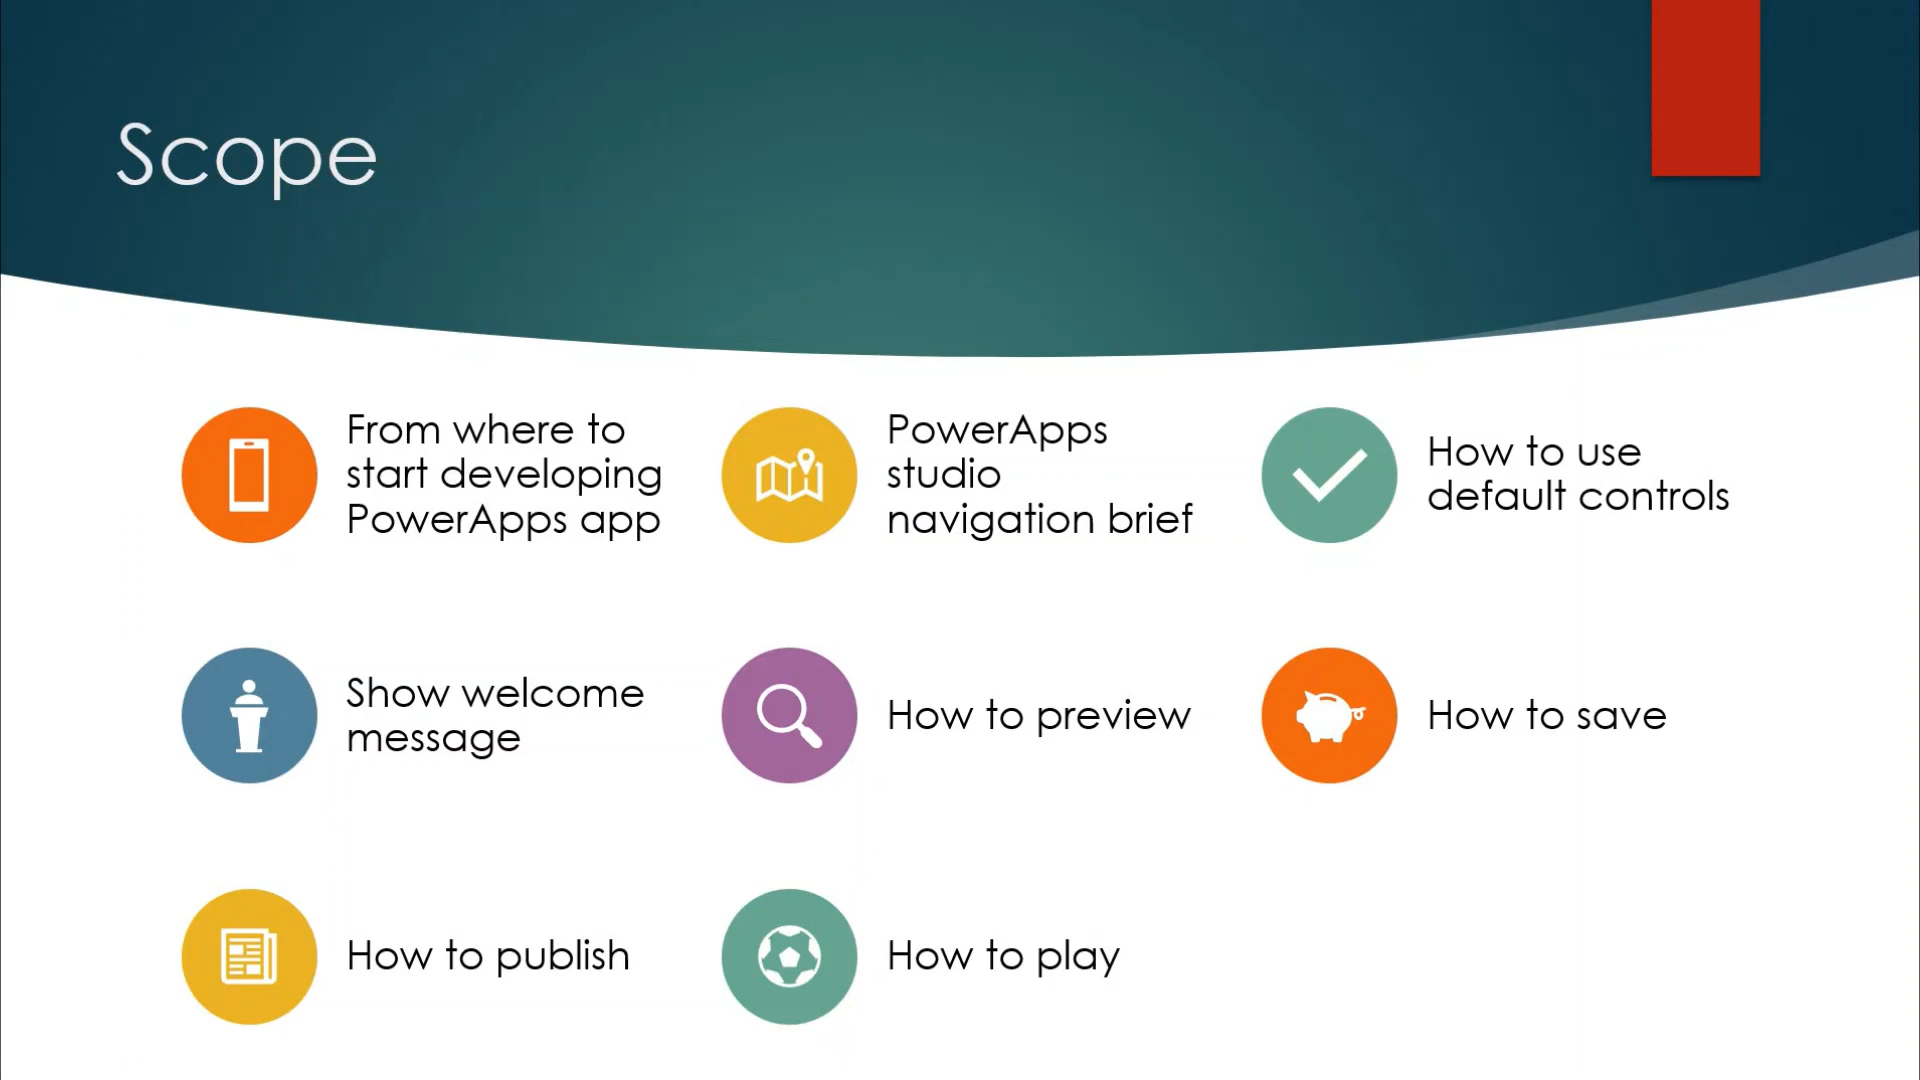 Scope
From where to
start developing
PowerApps app
PowerApps
studio
navigation brief
How to use
default controls
Show welcome
message
How to preview
How to save
How to publish
How to play